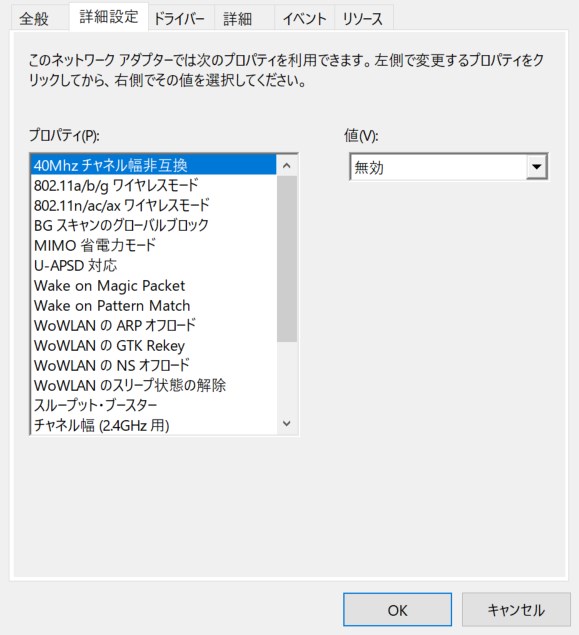 全般 詳細設定 ドライバー 詳細 イベント リソース
このネットワーク アダプターでは次のプロパティを利用できます。左側で変更するプロパティをク
リックしてから、右側でその値を選択してください。
プロパティ(P): 値(V):
40Mhz チャネル幅非互換 無効
802.11a/b/g ワイヤレスモード
802.11n/ac/ax ワイヤレスモード
BG スキャンのグローバルブロック
MIMO 省電力モード
U-APSD 対応
Wake on Magic Packet
Wake on Pattern Match
WoWLAN の ARP オフロード
WoWLAN の GTK Rekey
WoWLAN の NS オフロード
WoWLAN のスリープ状態の解除
スループット・ブースター
チャネル幅 (2.4GHz 用)
OK キャンセル